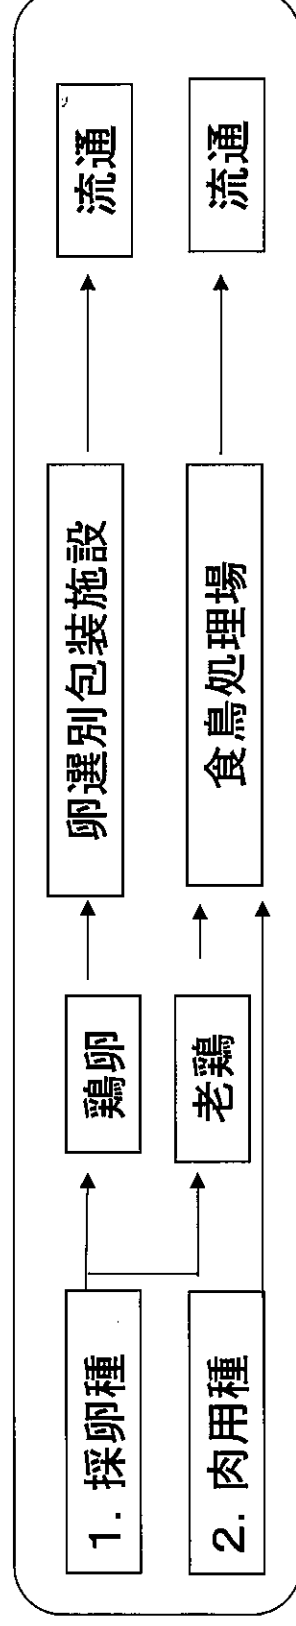 1. 採卵種
鶏卵
卵選別包装施設
流通
2. 肉用種
老鶏
食鳥処理場
流通